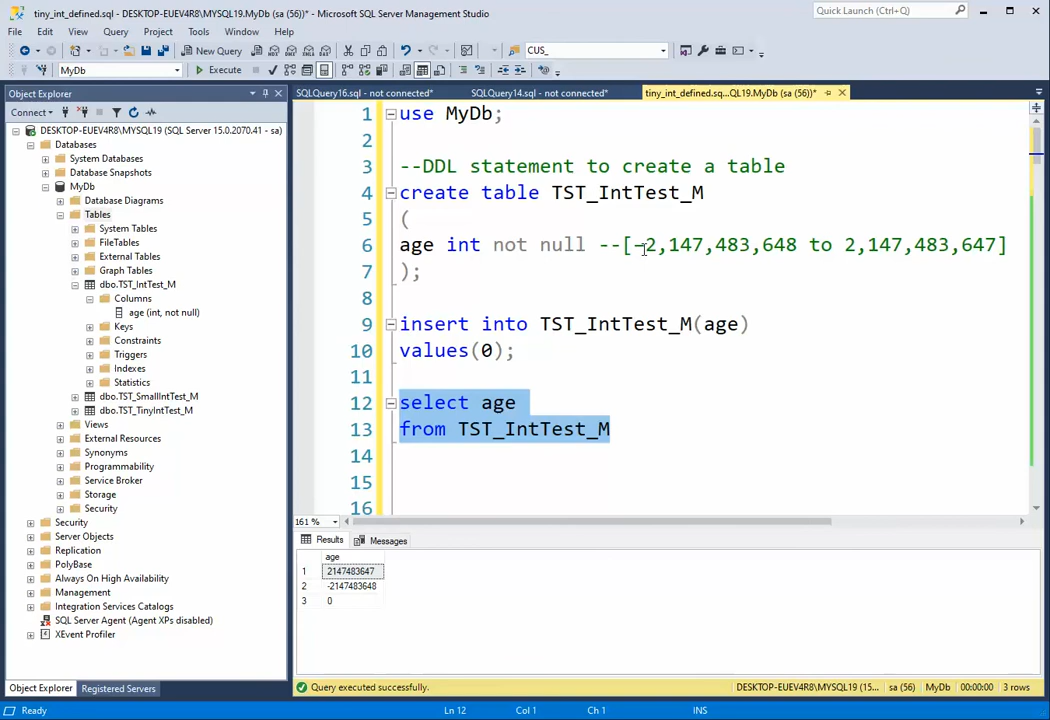 tiny_int_defined.sql - DESKTOP-EUEV4R8\MYSQL19.MyDb (sa (56))* - Microsoft SQL Server Management Studio
Quick Launch (Ctrl+Q)
File Edit View Query Project Tools Window Help
New Query CUS_
MyDb Execute
Object Explorer
SQLQuery16.sql - not connected* SQLQuery14.sql - not connected* tiny_int_defined.sq...QL19.MyDb (sa (56))*
Connect
DESKTOP-EUEV4R8\MYSQL19 (SQL Server 15.0.2070.41 - sa)
Databases
System Databases
Database Snapshots
MyDb
Database Diagrams
Tables
System Tables
FileTables
External Tables
Graph Tables
dbo.TST_IntTest_M
Columns
age (int, not null)
Keys
Constraints
Triggers
Indexes
Statistics
dbo.TST_SmallIntTest_M
dbo.TST_TinyIntTest_M
Views
External Resources
Synonyms
Programmability
Service Broker
Storage
Security
Security
Server Objects
Replication
PolyBase
Always On High Availability
Management
Integration Services Catalogs
SQL Server Agent (Agent XPs disabled)
XEvent Profiler
Object Explorer Registered Servers
1 use MyDb;
2
3 --DDL statement to create a table
4 create table TST_IntTest_M
5 (
6 age int not null --[-2,147,483,648 to 2,147,483,647]
7 );
8
9 insert into TST_IntTest_M(age)
10 values(0);
11
12 select age
13 from TST_IntTest_M
14
15
16
161 %
Results Messages
age
1 2147483647
2 -2147483648
3 0
Query executed successfully. DESKTOP-EUEV4R8\MYSQL19 (15... sa (56) MyDb 00:00:00 3 rows
Ready Ln 12 Col 1 Ch 1 INS